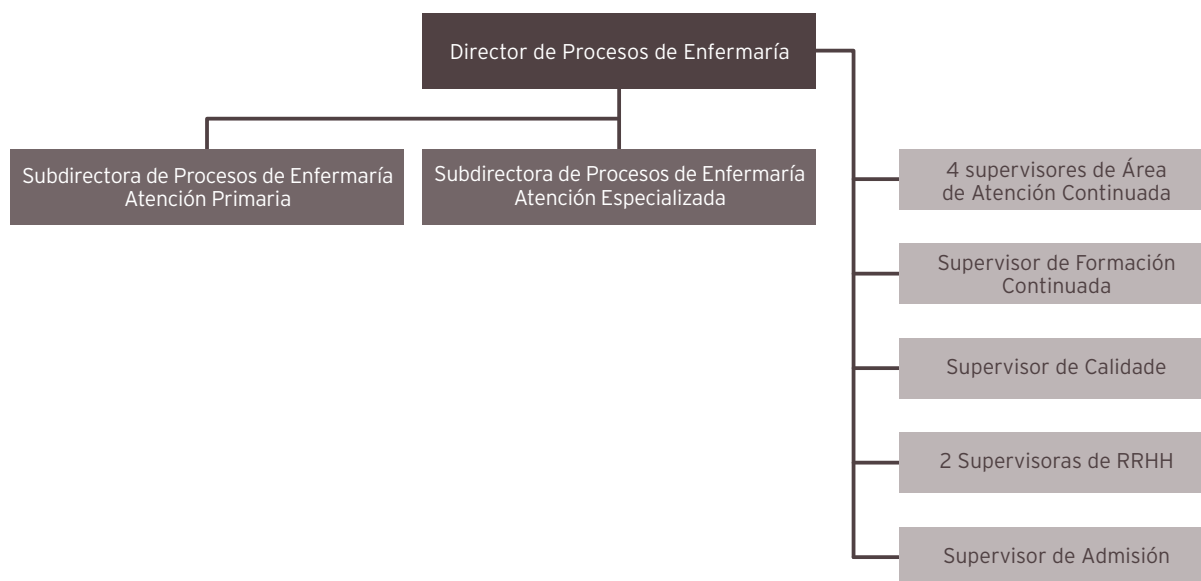 Director de Procesos de Enfermaría
Subdirectora de Procesos de Enfermaría
Atención Primaria
Subdirectora de Procesos de Enfermaría
Atención Especializada
4 supervisores de Área
de Atención Continuada
Supervisor de Formación
Continuada
Supervisor de Calidade
2 Supervisoras de RRHH
Supervisor de Admisión